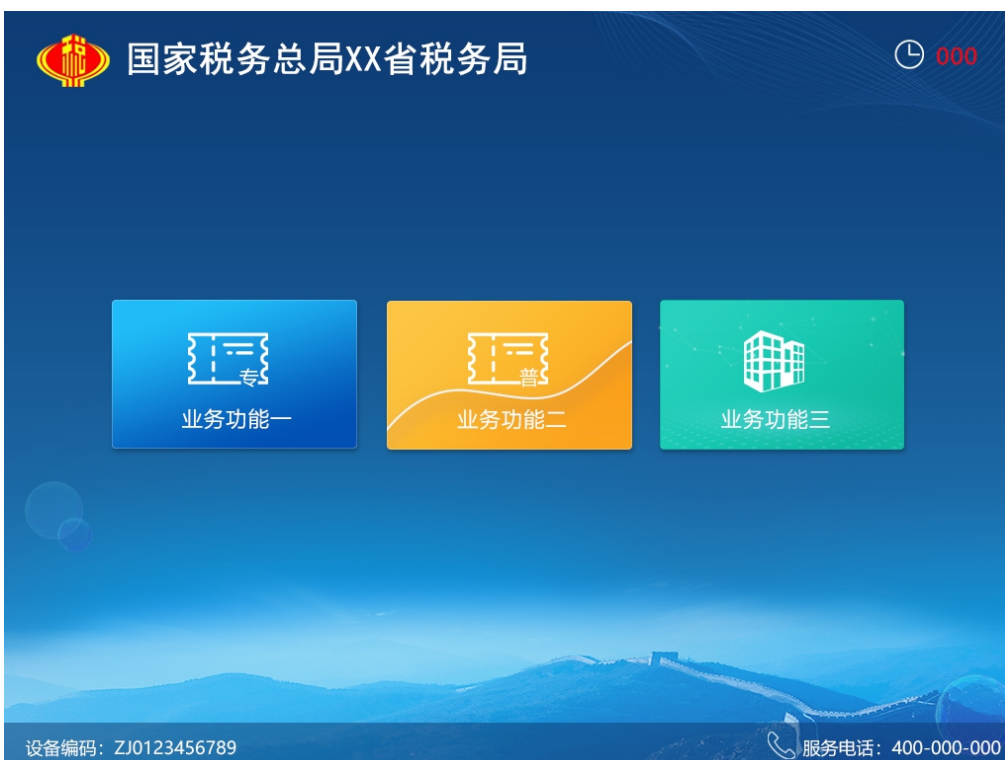 税
国家税务总局XX省税务局
000
专
业务功能一
普
业务功能二
业务功能三
设备编码：ZJ0123456789
服务电话：400-000-000